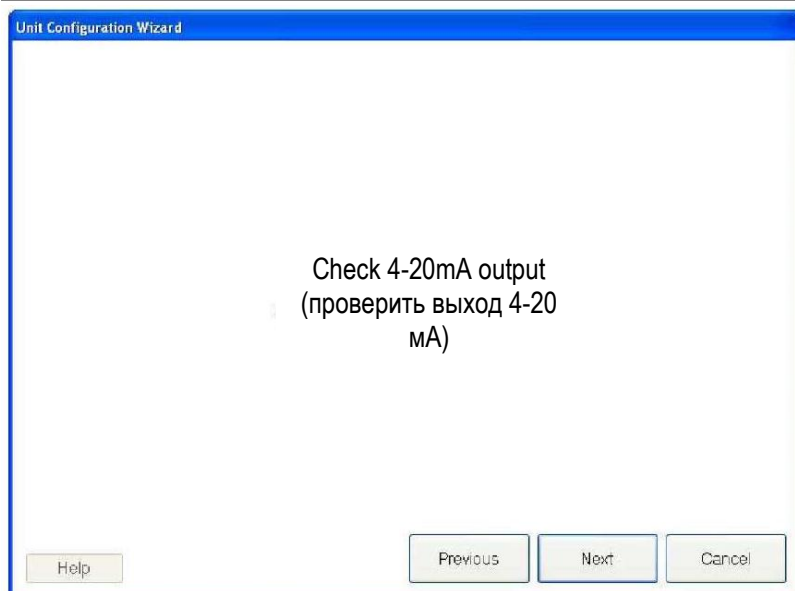 Unit Configuration Wizard
Check 4-20mA output
(проверить выход 4-20
мА)
Help
Previous Next Cancel